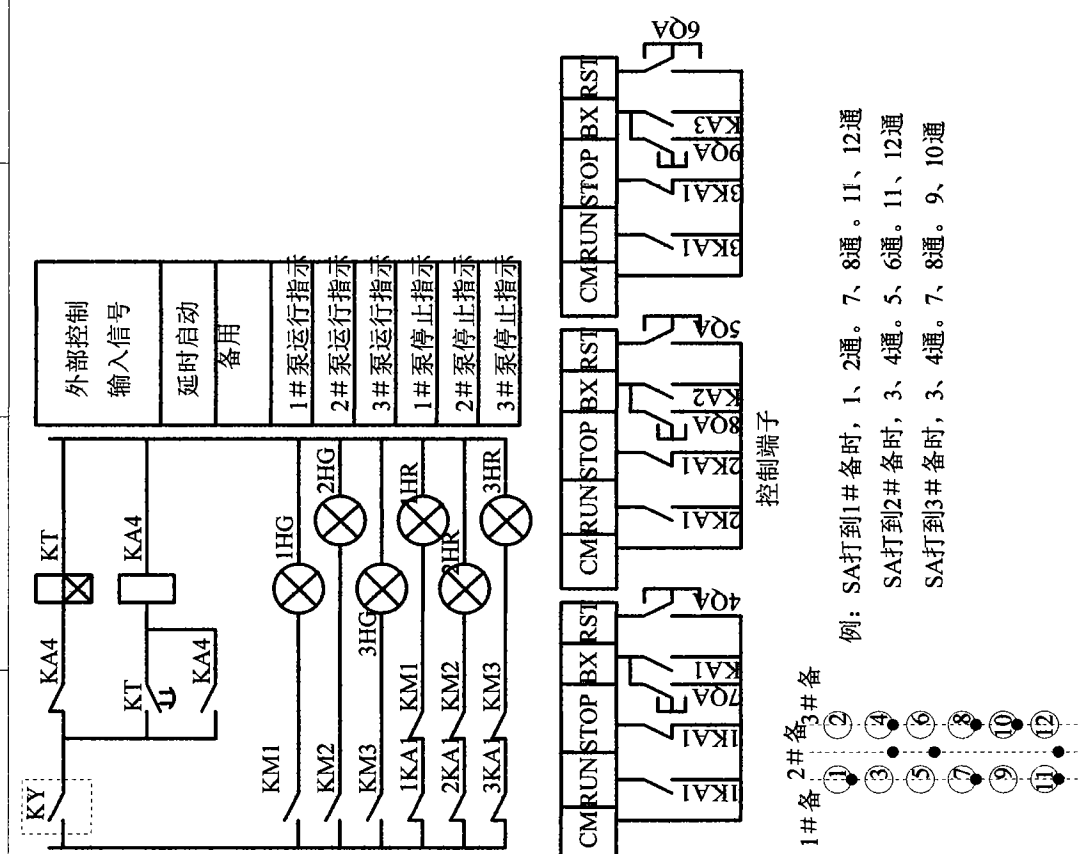 外部控制
输入信号
延时启动
备用
1#泵运行指示
2#泵运行指示
3#泵运行指示
1#泵停止指示
2#泵停止指示
3#泵停止指示
KT
KA4
KA4
KT
KA4
KY
1HG
2HG
3HG
1HR
2HR
3HR
KM1
KM2
KM3
1KA1
KM1
2KA1
KM2
3KA1
KM3
CM RUN STOP BX RST
3KA1
3KA1
9QA
KA3
6QA
CM RUN STOP BX RST
2KA1
2KA1
8QA
KA2
5QA
CM RUN STOP BX RST
1KA1
1KA1
7QA
KA1
4QA
控制端子
例：SA打到1#备时，1、2通。7、8通。11、12通
SA打到2#备时，3、4通。5、6通。11、12通
SA打到3#备时，3、4通。7、8通。9、10通
1#备 2#备 3#备
1 2
3 4
5 6
7 8
9 10
11 12